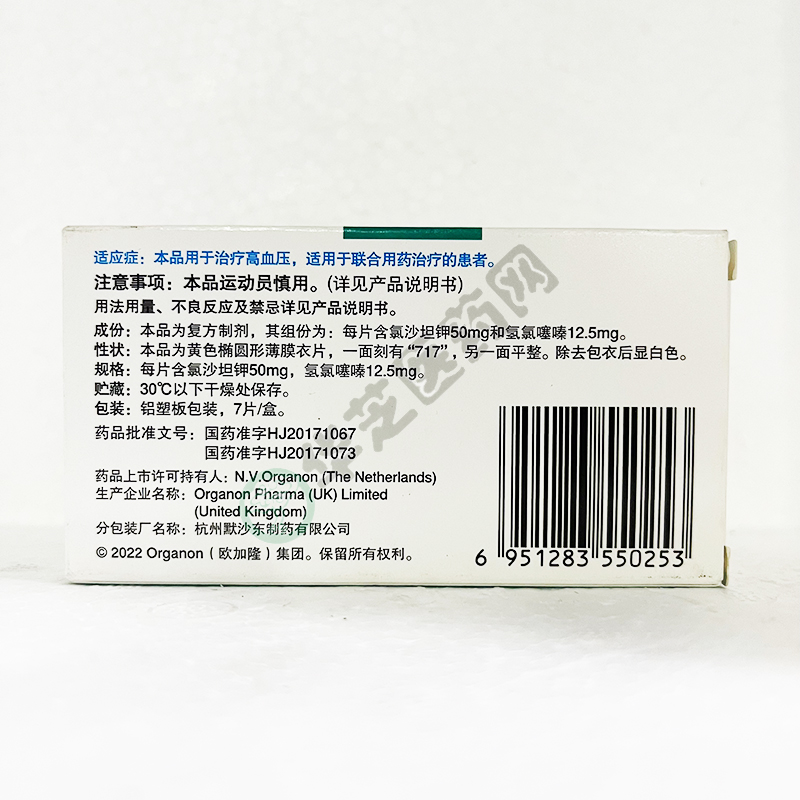 适应症：本品用于治疗高血压，适用于联合用药治疗的患者。
注意事项：本品运动员慎用。(详见产品说明书)
用法用量、不良反应及禁忌详见产品说明书。
成份：本品为复方制剂，其组份为：每片含氯沙坦钾50mg和氢氯噻嗪12.5mg。
性状：本品为黄色椭圆形薄膜衣片，一面刻有“717”，另一面平整。除去包衣后显白色。
规格：每片含氯沙坦钾50mg，氢氯噻嗪12.5mg。
贮藏：30℃以下干燥处保存。
包装：铝塑板包装，7片/盒。
药品批准文号：国药准字HJ20171067
国药准字HJ20171073
药品上市许可持有人：N.V.Organon (The Netherlands)
生产企业名称：Organon Pharma (UK) Limited
(United Kingdom)
分包装厂名称：杭州默沙东制药有限公司
© 2022 Organon（欧加隆）集团。保留所有权利。
6 951283 550253
华芝医药网